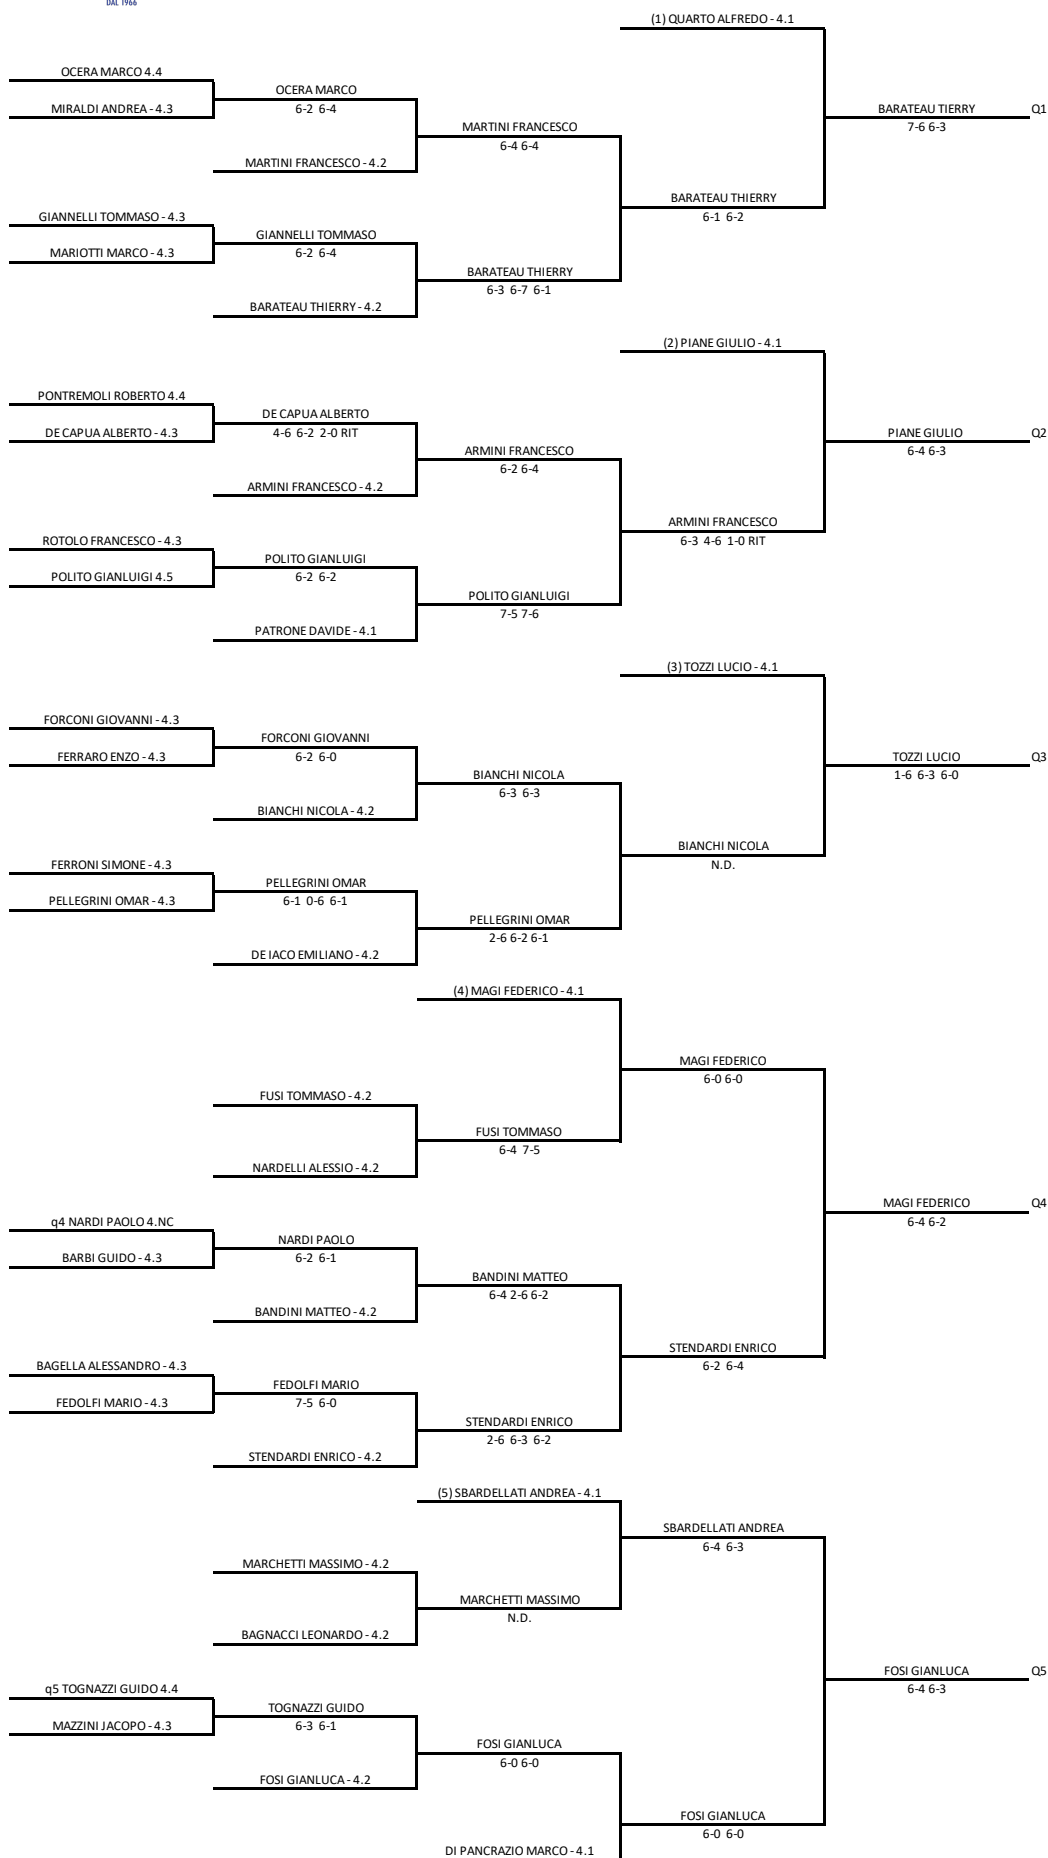 DAL 1966
(1) QUARTO ALFREDO - 4.1
OCERA MARCO 4.4
OCERA MARCO
6-2 6-4
MIRALDI ANDREA - 4.3
BARATEAU TIERRY
Q1
7-6 6-3
MARTINI FRANCESCO
6-4 6-4
MARTINI FRANCESCO - 4.2
BARATEAU THIERRY
6-1 6-2
GIANNELLI TOMMASO - 4.3
GIANNELLI TOMMASO
6-2 6-4
MARIOTTI MARCO - 4.3
BARATEAU THIERRY
6-3 6-7 6-1
BARATEAU THIERRY - 4.2
(2) PIANE GIULIO - 4.1
PONTREMOLI ROBERTO 4.4
DE CAPUA ALBERTO
4-6 6-2 2-0 RIT
DE CAPUA ALBERTO - 4.3
PIANE GIULIO
Q2
6-4 6-3
ARMINI FRANCESCO
6-2 6-4
ARMINI FRANCESCO - 4.2
ARMINI FRANCESCO
6-3 4-6 1-0 RIT
ROTOLO FRANCESCO - 4.3
POLITO GIANLUIGI
6-2 6-2
POLITO GIANLUIGI 4.5
POLITO GIANLUIGI
7-5 7-6
PATRONE DAVIDE - 4.1
(3) TOZZI LUCIO - 4.1
FORCONI GIOVANNI - 4.3
FORCONI GIOVANNI
6-2 6-0
FERRARO ENZO - 4.3
TOZZI LUCIO
Q3
1-6 6-3 6-0
BIANCHI NICOLA
6-3 6-3
BIANCHI NICOLA - 4.2
BIANCHI NICOLA
N.D.
FERRONI SIMONE - 4.3
PELLEGRINI OMAR
6-1 0-6 6-1
PELLEGRINI OMAR - 4.3
PELLEGRINI OMAR
2-6 6-2 6-1
DE IACO EMILIANO - 4.2
(4) MAGI FEDERICO - 4.1
MAGI FEDERICO
6-0 6-0
FUSI TOMMASO - 4.2
FUSI TOMMASO
6-4 7-5
NARDELLI ALESSIO - 4.2
MAGI FEDERICO
Q4
6-4 6-2
q4 NARDI PAOLO 4.NC
NARDI PAOLO
6-2 6-1
BARBI GUIDO - 4.3
BANDINI MATTEO
6-4 2-6 6-2
BANDINI MATTEO - 4.2
STENDARDI ENRICO
6-2 6-4
BAGELLA ALESSANDRO - 4.3
FEDOLFI MARIO
7-5 6-0
FEDOLFI MARIO - 4.3
STENDARDI ENRICO
2-6 6-3 6-2
STENDARDI ENRICO - 4.2
(5) SBARDELLATI ANDREA - 4.1
SBARDELLATI ANDREA
6-4 6-3
MARCHETTI MASSIMO - 4.2
MARCHETTI MASSIMO
N.D.
BAGNACCI LEONARDO - 4.2
FOSI GIANLUCA
Q5
6-4 6-3
q5 TOGNAZZI GUIDO 4.4
TOGNAZZI GUIDO
6-3 6-1
MAZZINI JACOPO - 4.3
FOSI GIANLUCA
6-0 6-0
FOSI GIANLUCA - 4.2
FOSI GIANLUCA
6-0 6-0
DI PANCRAZIO MARCO - 4.1